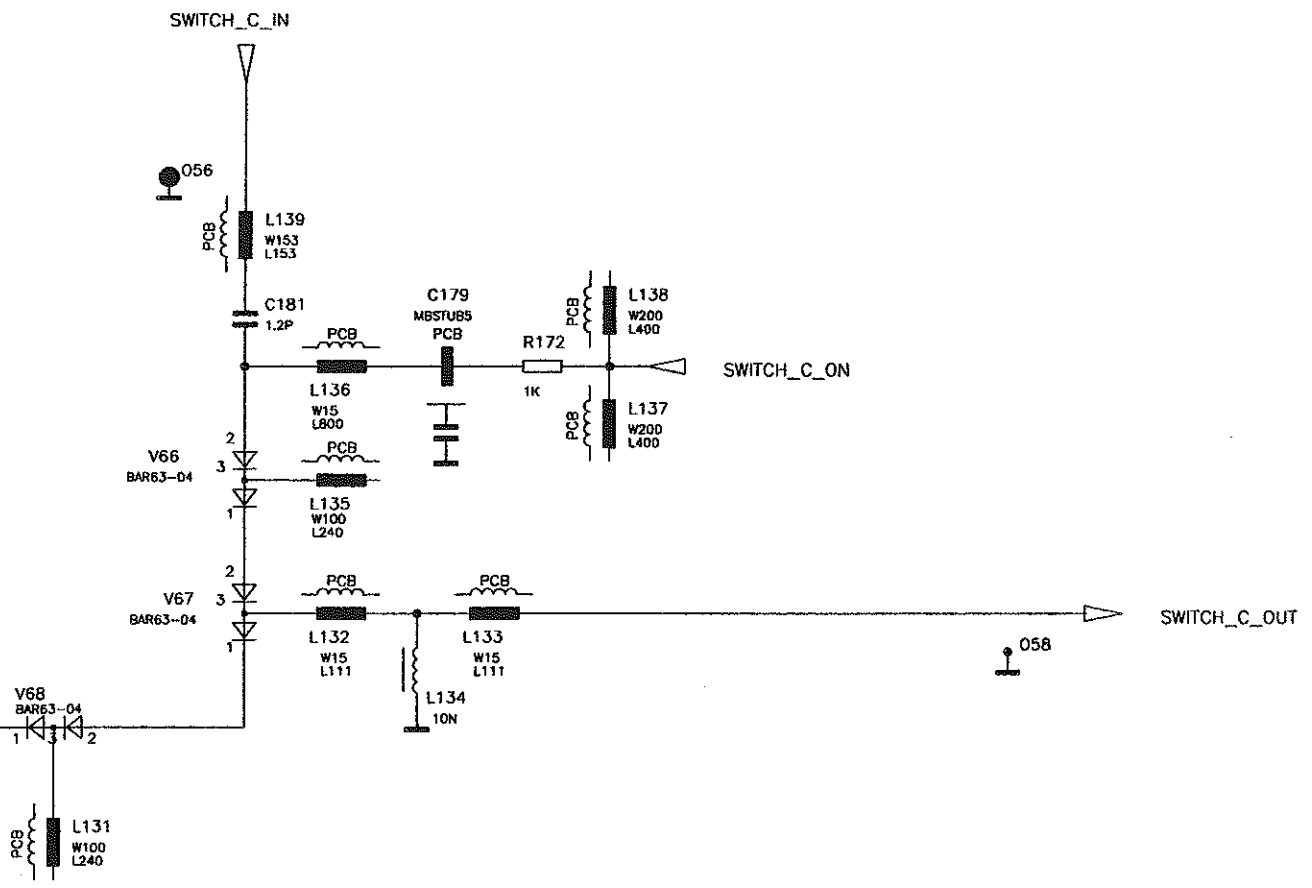 SWITCH_C_IN
O56
PCB
L139
W153
L153
C181
1.2P
C179
MBSTUB5
PCB
PCB
L136
W15
L800
R172
1K
PCB
L138
W200
L400
SWITCH_C_ON
PCB
L137
W200
L400
V66
BAR63-04
2
3
1
PCB
L135
W100
L240
V67
BAR63-04
2
3
1
PCB
L132
W15
L111
PCB
L133
W15
L111
SWITCH_C_OUT
L134
10N
O58
V68
BAR63-04
1 3 2
PCB
L131
W100
L240